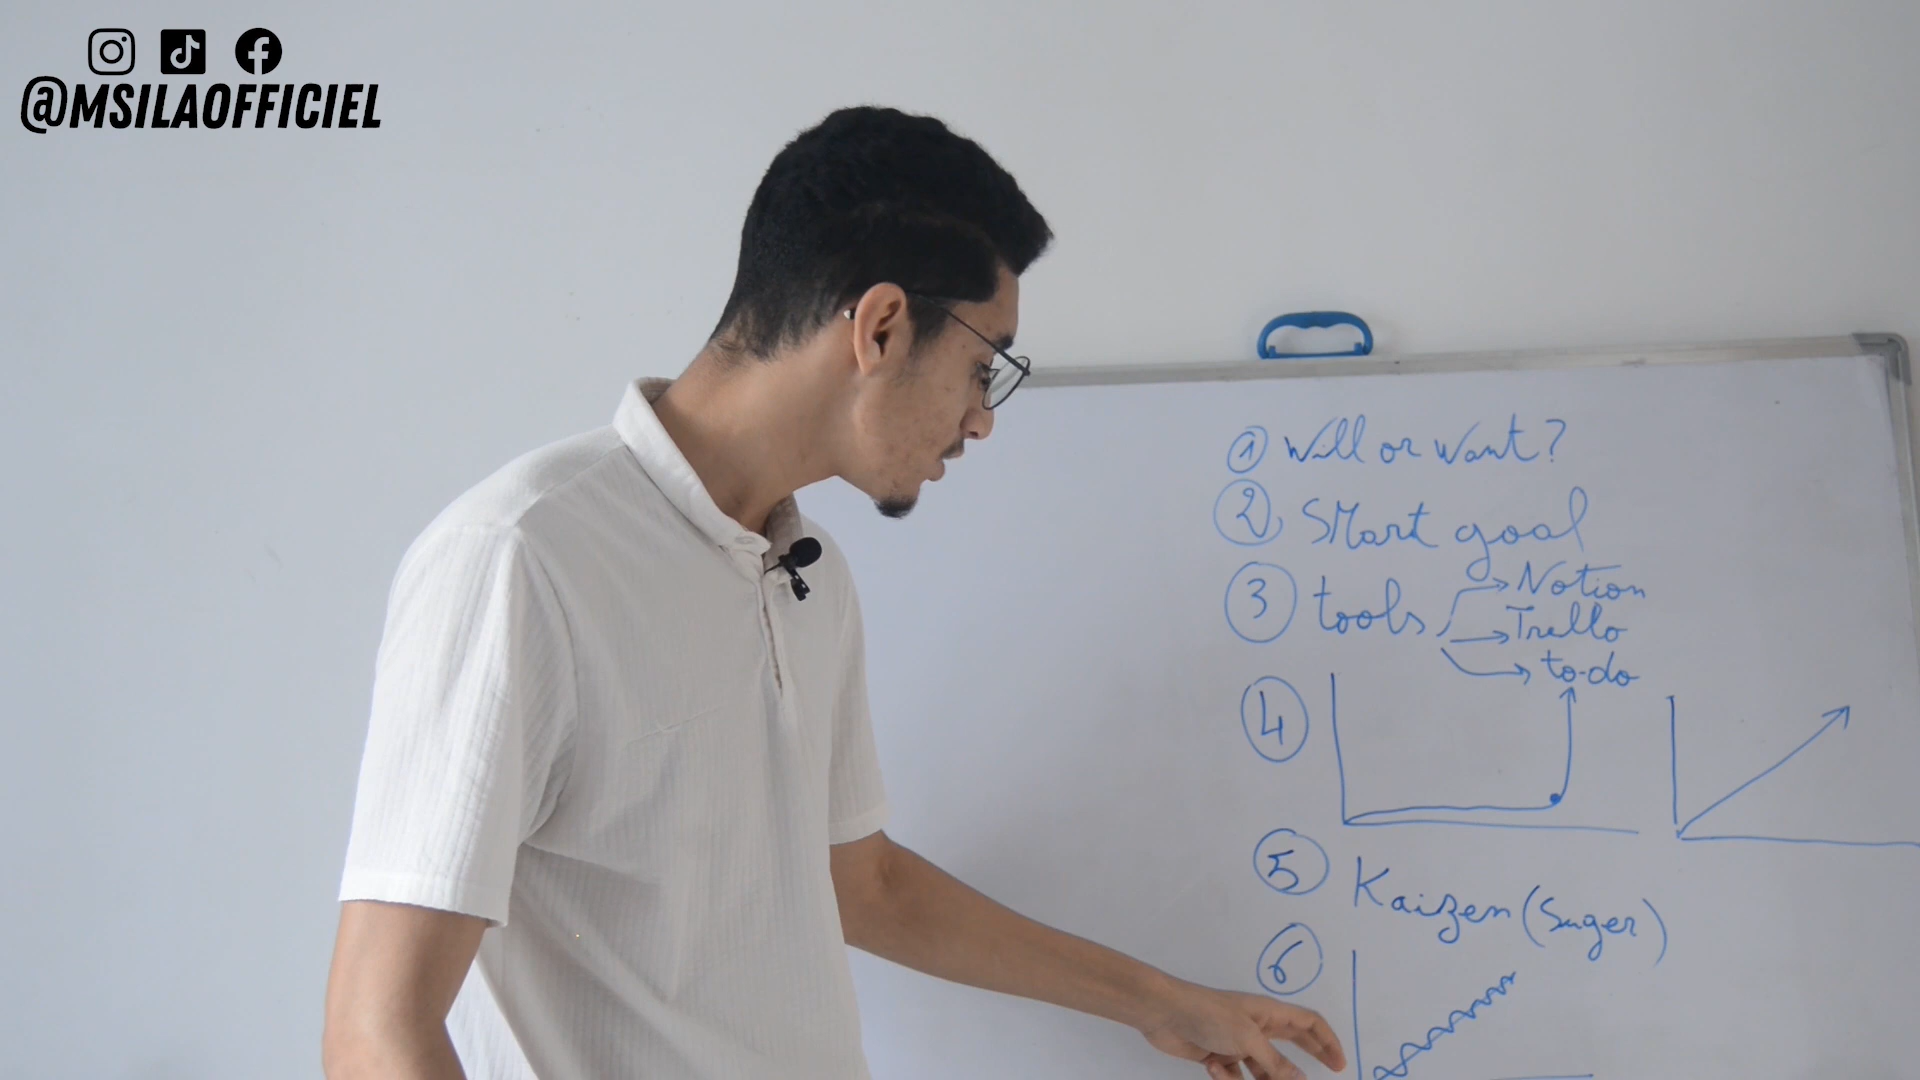 @MSILAOFFICIEL
1 Will or want?
2 SMart goal
3 tools → Notion
→ Trello
→ to-do
4
5 Kaizen (Suger)
6